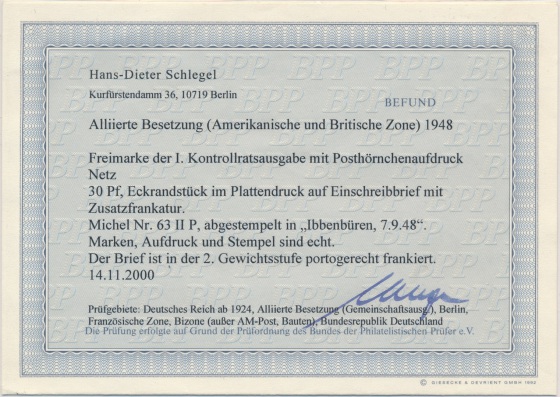 Hans-Dieter Schlegel
Kurfürstendamm 36, 10719 Berlin
BEFUND
Alliierte Besetzung (Amerikanische und Britische Zone) 1948
Freimarke der I. Kontrollratsausgabe mit Posthörnchenaufdruck
Netz
30 Pf, Eckrandstück im Plattendruck auf Einschreibbrief mit
Zusatzfrankatur.
Michel Nr. 63 II P, abgestempelt in „Ibbenbüren, 7.9.48“.
Marken, Aufdruck und Stempel sind echt.
Der Brief ist in der 2. Gewichtsstufe portogerecht frankiert.
14.11.2000
Prüfgebiete: Deutsches Reich ab 1924, Alliierte Besetzung (Gemeinschaftsausg.), Berlin,
Französische Zone, Bizone (außer AM-Post, Bauten), Bundesrepublik Deutschland
Die Prüfung erfolgte auf Grund der Prüfordnung des Bundes der Philatelistischen Prüfer e.V.
© GIESECKE & DEVRIENT GMBH 1992